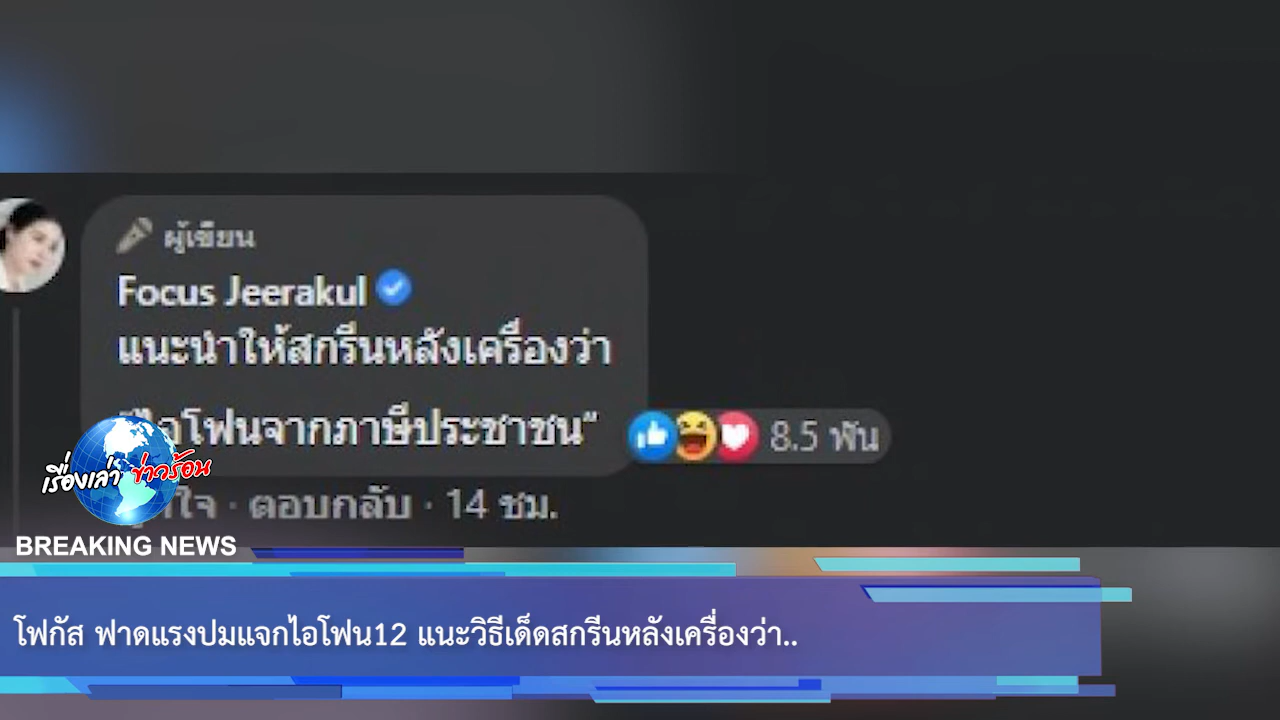 ผู้เขียน
Focus Jeerakul
แนะนำให้สกรีนหลังเครื่องว่า
"ไอโฟนจากภาษีประชาชน"
8.5 พัน
ตอบกลับ · 14 ชม.
เรื่องเล่า ข่าวร้อน
BREAKING NEWS
โฟกัส ฟาดแรงปมแจกไอโฟน12 แนะวิธีเด็ดสกรีนหลังเครื่องว่า..